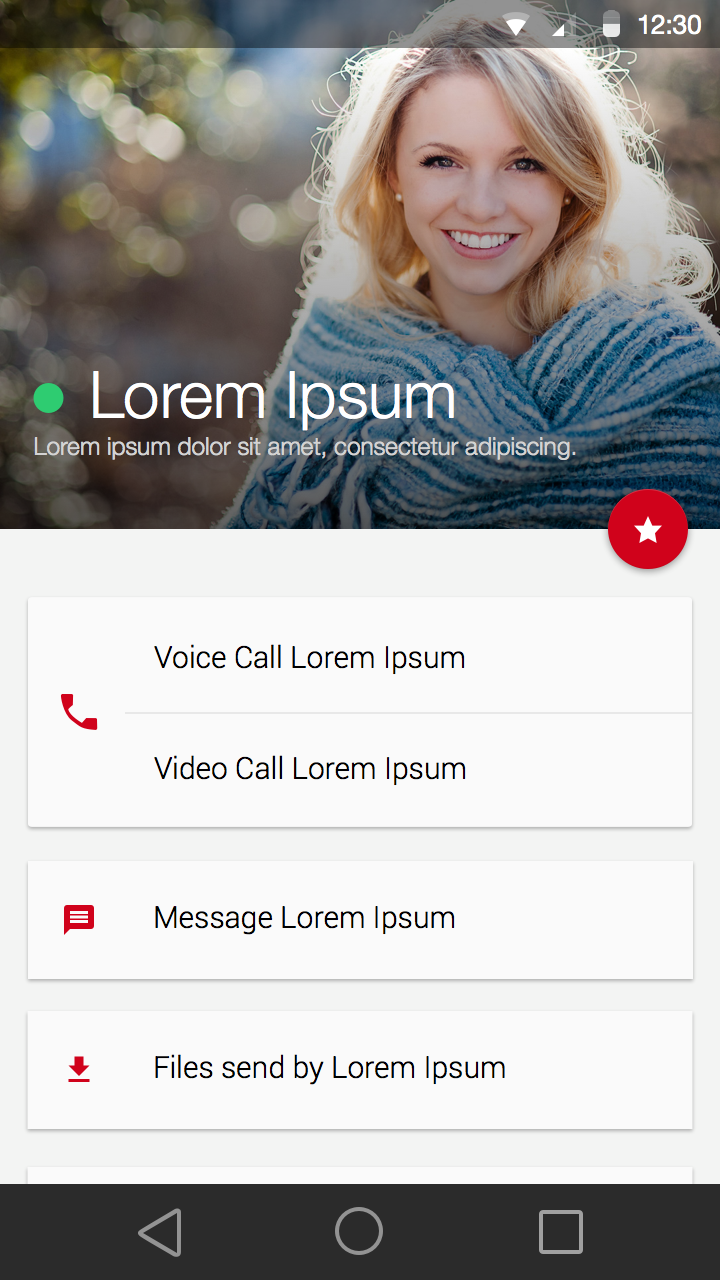 12:30
Lorem Ipsum
Lorem ipsum dolor sit amet, consectetur adipiscing.
Voice Call Lorem Ipsum
Video Call Lorem Ipsum
Message Lorem Ipsum
Files send by Lorem Ipsum